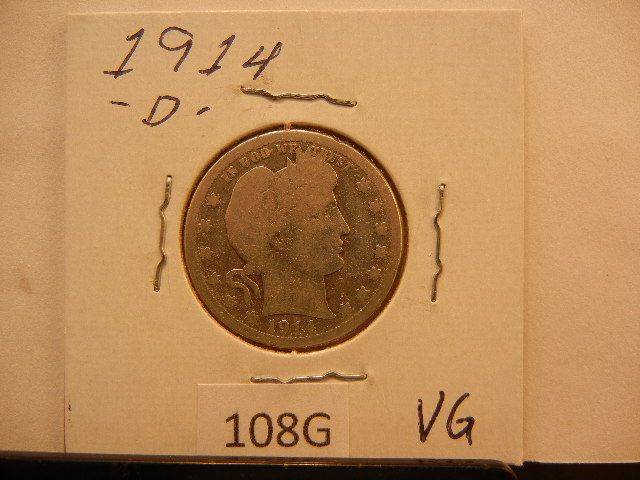 1914
- D -
IN GOD WE TRUST
1914
108G
VG